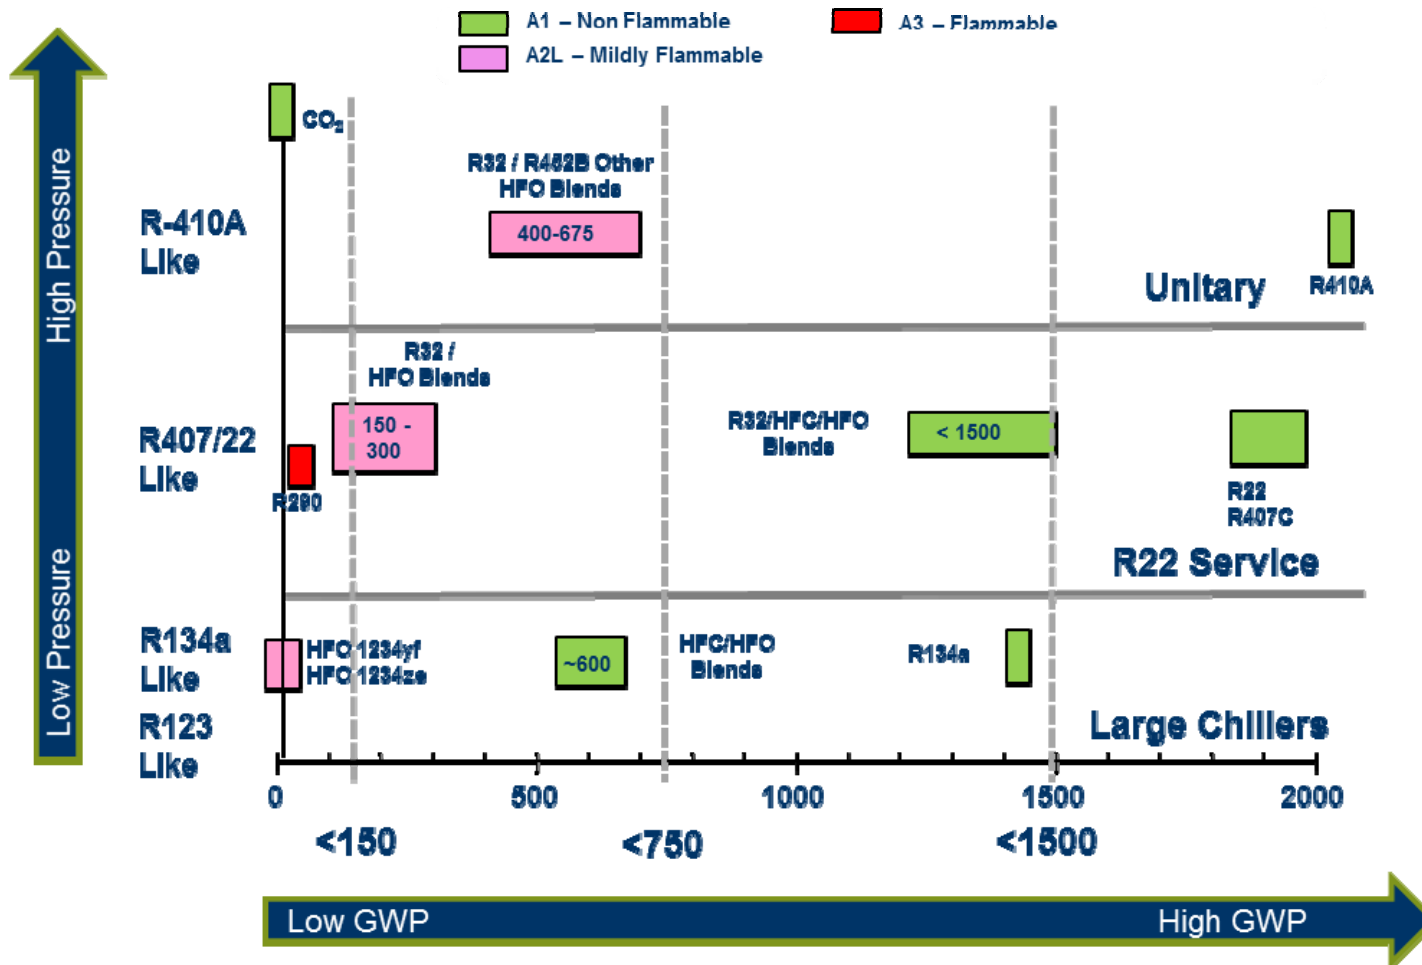 A1 – Non Flammable
A3 – Flammable
A2L – Mildly Flammable
CO₂
R32 / R452B Other
HFO Blends
R-410A
Like
400-675
Unitary
R410A
High Pressure
R32 /
HFO Blends
R407/22
Like
150 -
300
R290
R32/HFC/HFO
Blends
< 1500
R22
R407C
R22 Service
Low Pressure
R134a
Like
HFO 1234yf
HFO 1234ze
~600
HFC/HFO
Blends
R134a
R123
Like
Large Chillers
0
500
1000
1500
2000
<150
<750
<1500
Low GWP
High GWP